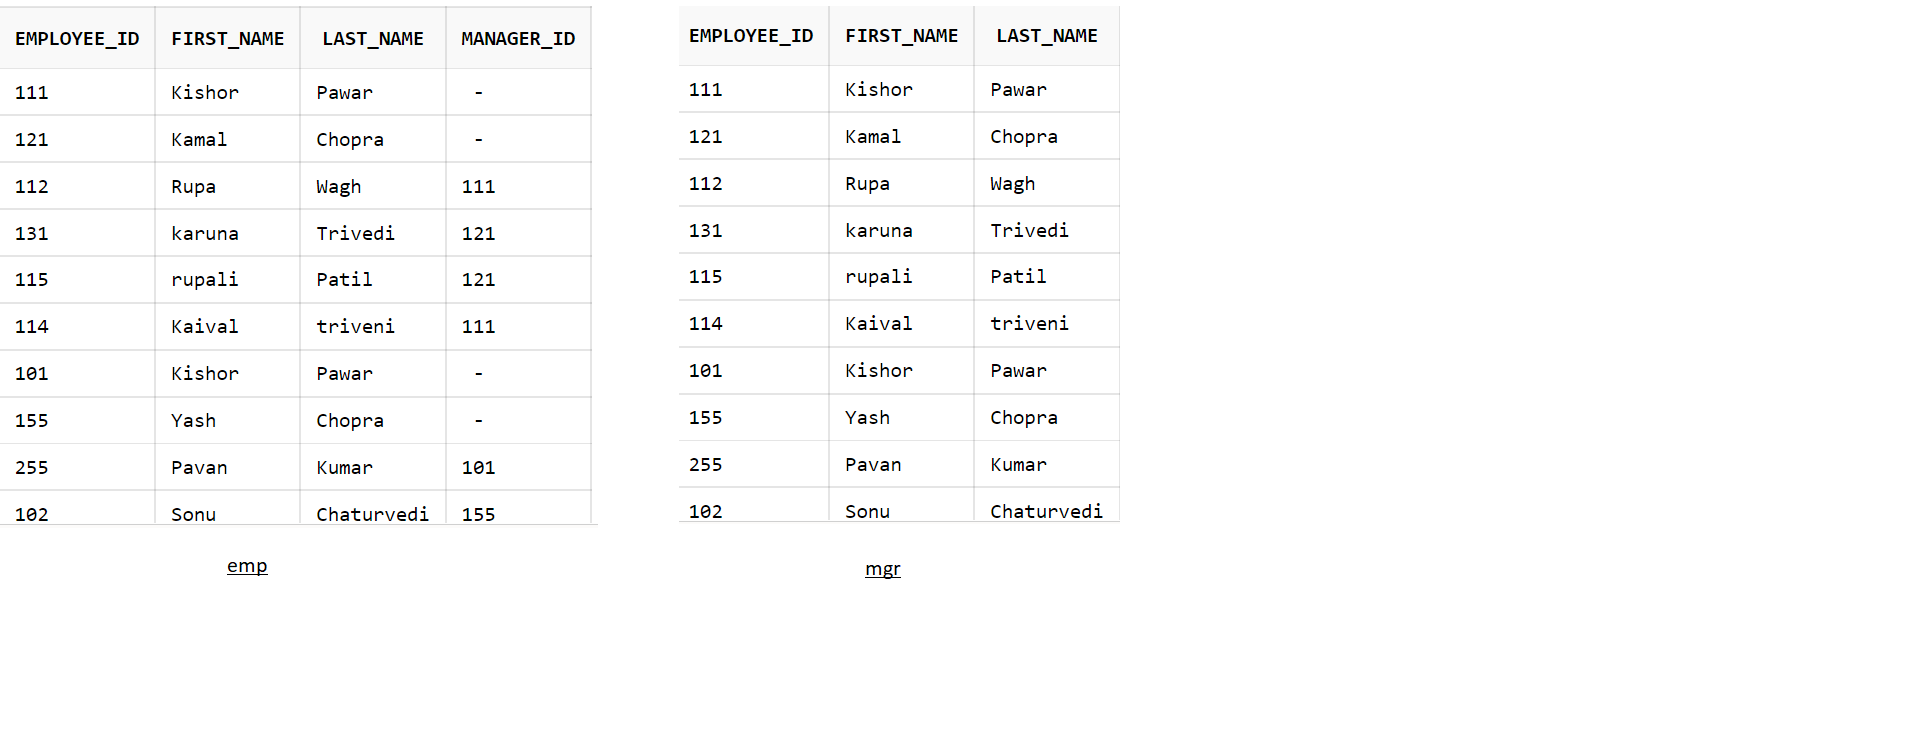 EMPLOYEE_ID FIRST_NAME LAST_NAME MANAGER_ID
111 Kishor Pawar -
121 Kamal Chopra -
112 Rupa Wagh 111
131 karuna Trivedi 121
115 rupali Patil 121
114 Kaival triveni 111
101 Kishor Pawar -
155 Yash Chopra -
255 Pavan Kumar 101
102 Sonu Chaturvedi 155
emp
EMPLOYEE_ID FIRST_NAME LAST_NAME
111 Kishor Pawar
121 Kamal Chopra
112 Rupa Wagh
131 karuna Trivedi
115 rupali Patil
114 Kaival triveni
101 Kishor Pawar
155 Yash Chopra
255 Pavan Kumar
102 Sonu Chaturvedi
mgr